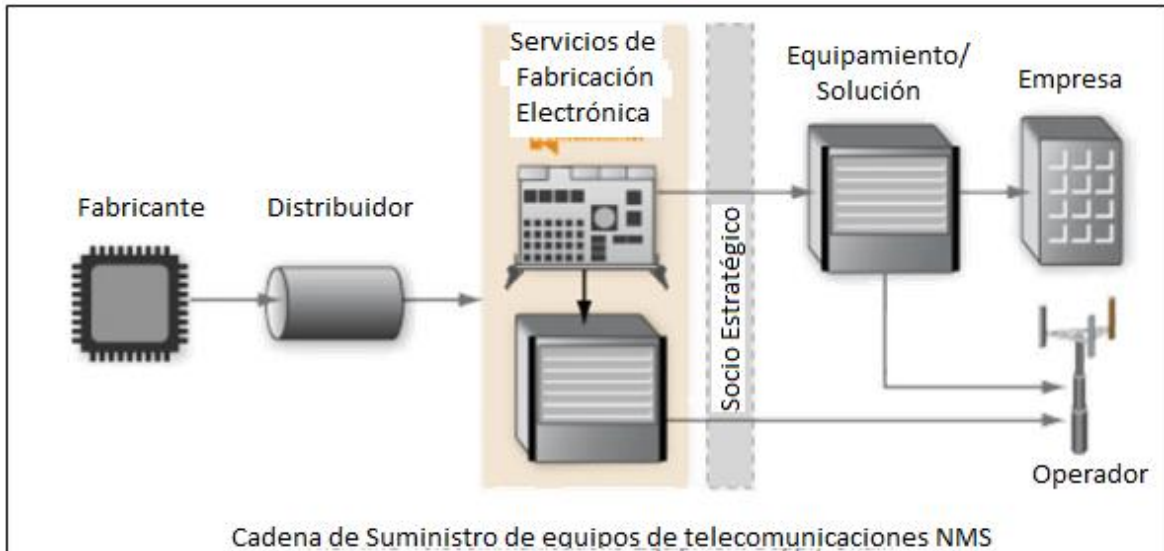 Servicios de
Fabricación
Electrónica
Equipamiento/
Solución
Empresa
Fabricante
Distribuidor
Socio Estratégico
Operador
Cadena de Suministro de equipos de telecomunicaciones NMS